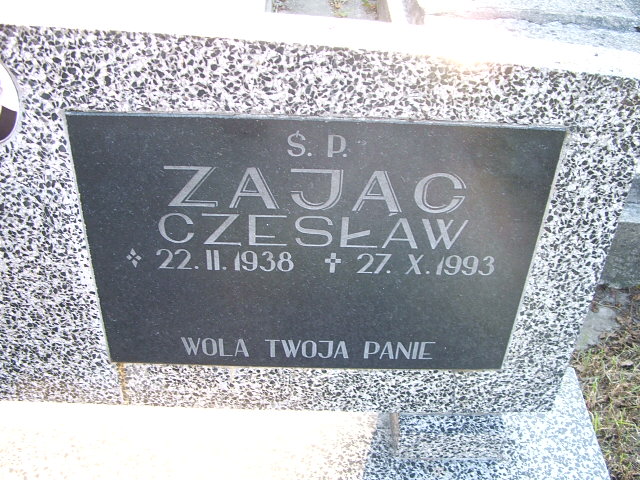 Ś. P.
ZAJĄC
CZESŁAW
22. II. 1938 ✝ 27. X. 1993
WOLA TWOJA PANIE